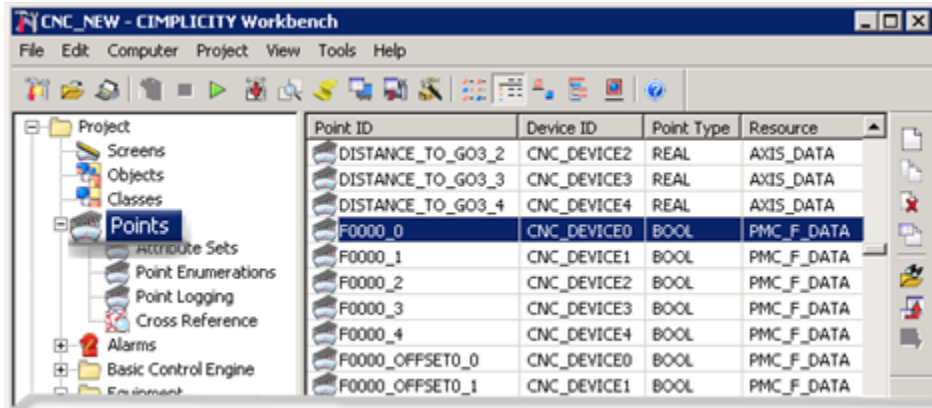 CNC_NEW - CIMPLICITY Workbench
File Edit Computer Project View Tools Help
Project
Screens
Objects
Classes
Points
Attribute Sets
Point Enumerations
Point Logging
Cross Reference
Alarms
Basic Control Engine
Equipment
Point ID Device ID Point Type Resource
DISTANCE_TO_GO3_2 CNC_DEVICE2 REAL AXIS_DATA
DISTANCE_TO_GO3_3 CNC_DEVICE3 REAL AXIS_DATA
DISTANCE_TO_GO3_4 CNC_DEVICE4 REAL AXIS_DATA
F0000_0 CNC_DEVICE0 BOOL PMC_F_DATA
F0000_1 CNC_DEVICE1 BOOL PMC_F_DATA
F0000_2 CNC_DEVICE2 BOOL PMC_F_DATA
F0000_3 CNC_DEVICE3 BOOL PMC_F_DATA
F0000_4 CNC_DEVICE4 BOOL PMC_F_DATA
F0000_OFFSET0_0 CNC_DEVICE0 BOOL PMC_F_DATA
F0000_OFFSET0_1 CNC_DEVICE1 BOOL PMC_F_DATA